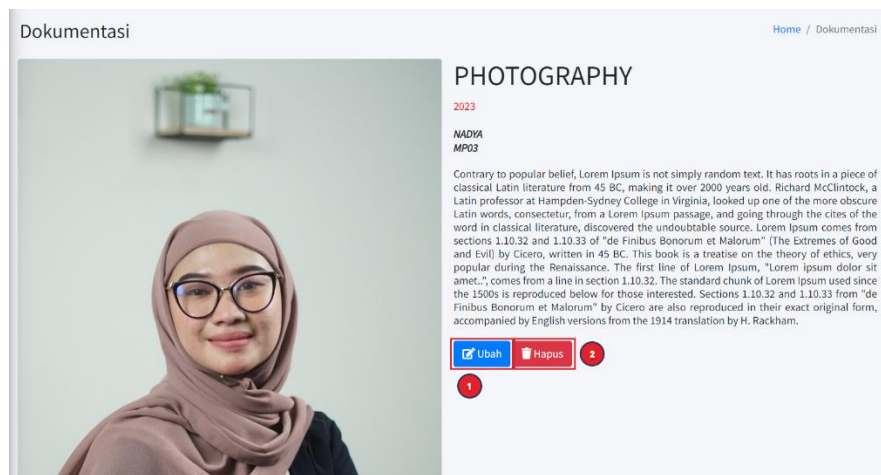 Dokumentasi
Home / Dokumentasi
PHOTOGRAPHY
2023
NADYA
MP03
Contrary to popular belief, Lorem Ipsum is not simply random text. It has roots in a piece of
classical Latin literature from 45 BC, making it over 2000 years old. Richard McClintock, a
Latin professor at Hampden-Sydney College in Virginia, looked up one of the more obscure
Latin words, consectetur, from a Lorem Ipsum passage, and going through the cites of the
word in classical literature, discovered the undoubtable source. Lorem Ipsum comes from
sections 1.10.32 and 1.10.33 of "de Finibus Bonorum et Malorum" (The Extremes of Good
and Evil) by Cicero, written in 45 BC. This book is a treatise on the theory of ethics, very
popular during the Renaissance. The first line of Lorem Ipsum, "Lorem ipsum dolor sit
amet..", comes from a line in section 1.10.32. The standard chunk of Lorem Ipsum used since
the 1500s is reproduced below for those interested. Sections 1.10.32 and 1.10.33 from "de
Finibus Bonorum et Malorum" by Cicero are also reproduced in their exact original form,
accompanied by English versions from the 1914 translation by H. Rackham.
Ubah Hapus 2
1